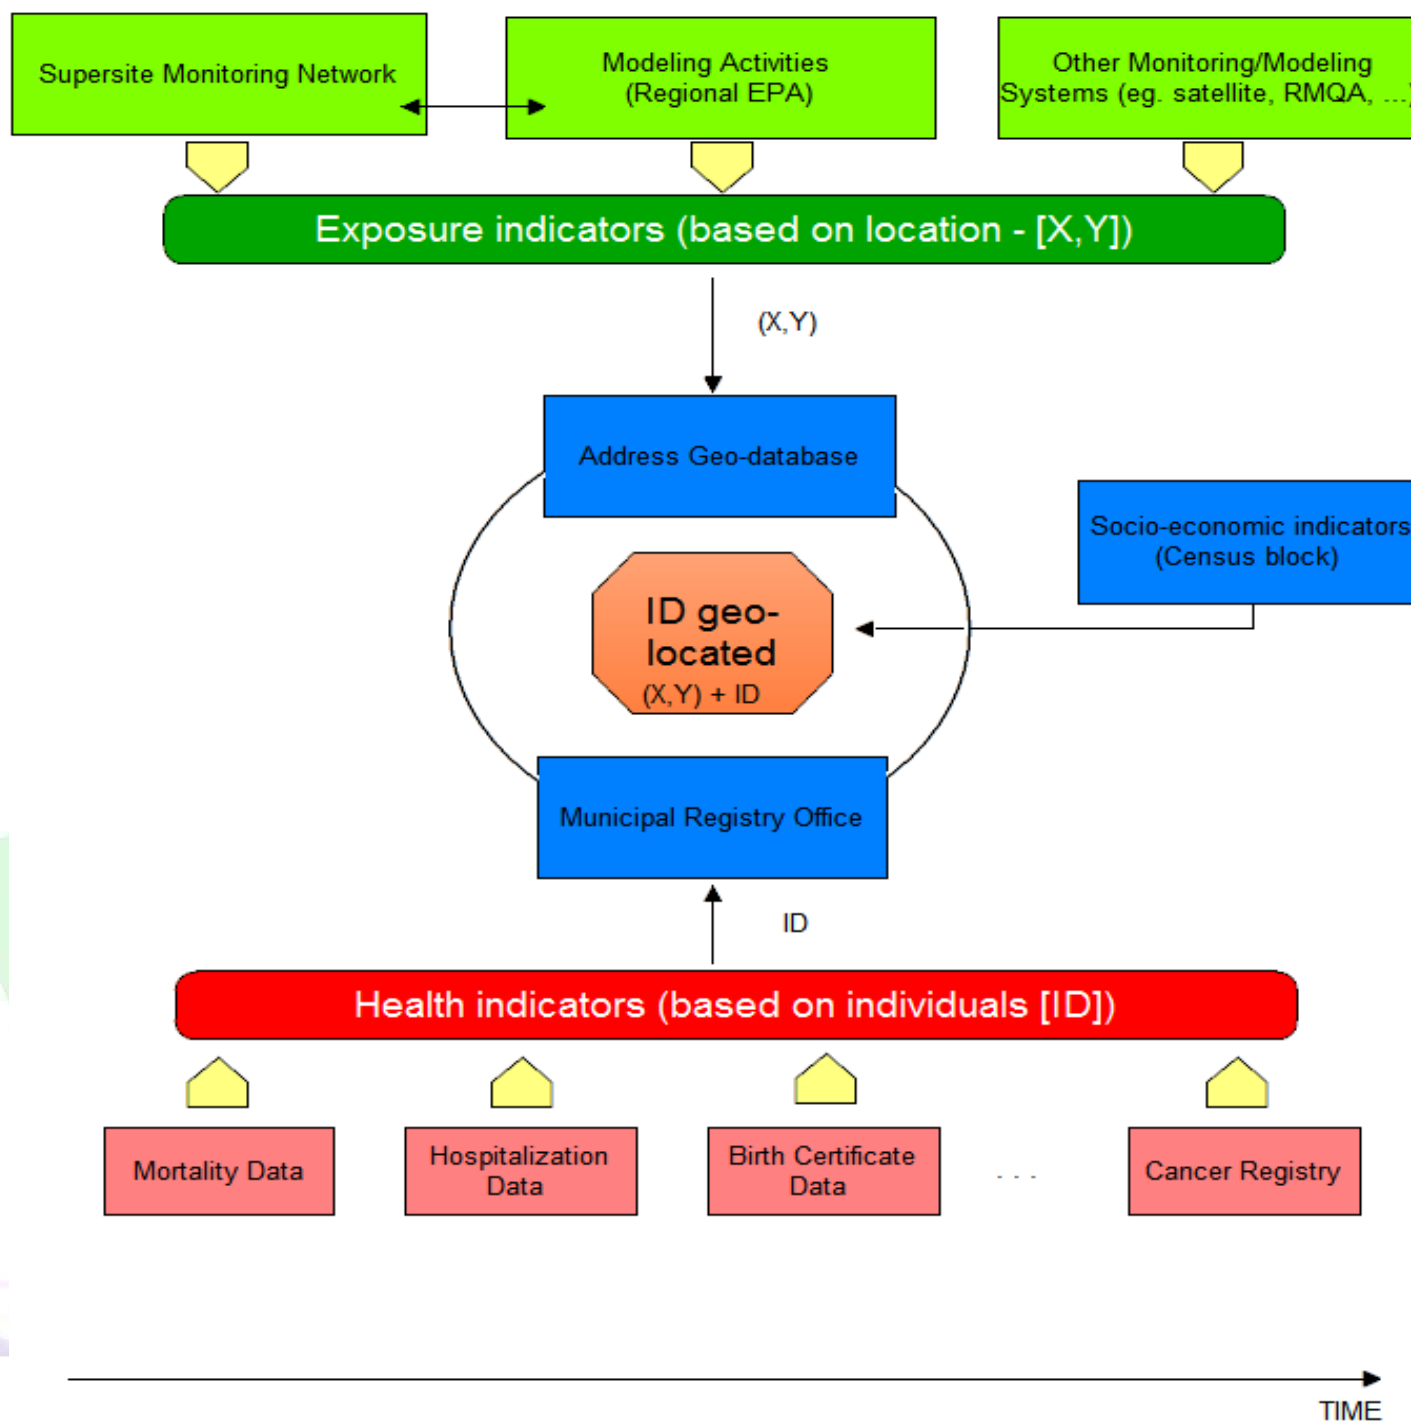 Supersite Monitoring Network
Modeling Activities
(Regional EPA)
Other Monitoring/Modeling
Systems (eg. satellite, RMQA, ...)
Exposure indicators (based on location - [X,Y])
(X,Y)
Address Geo-database
Socio-economic indicators
(Census block)
ID geo-
located
(X,Y) + ID
Municipal Registry Office
ID
Health indicators (based on individuals [ID])
Mortality Data
Hospitalization
Data
Birth Certificate
Data
. . .
Cancer Registry
TIME